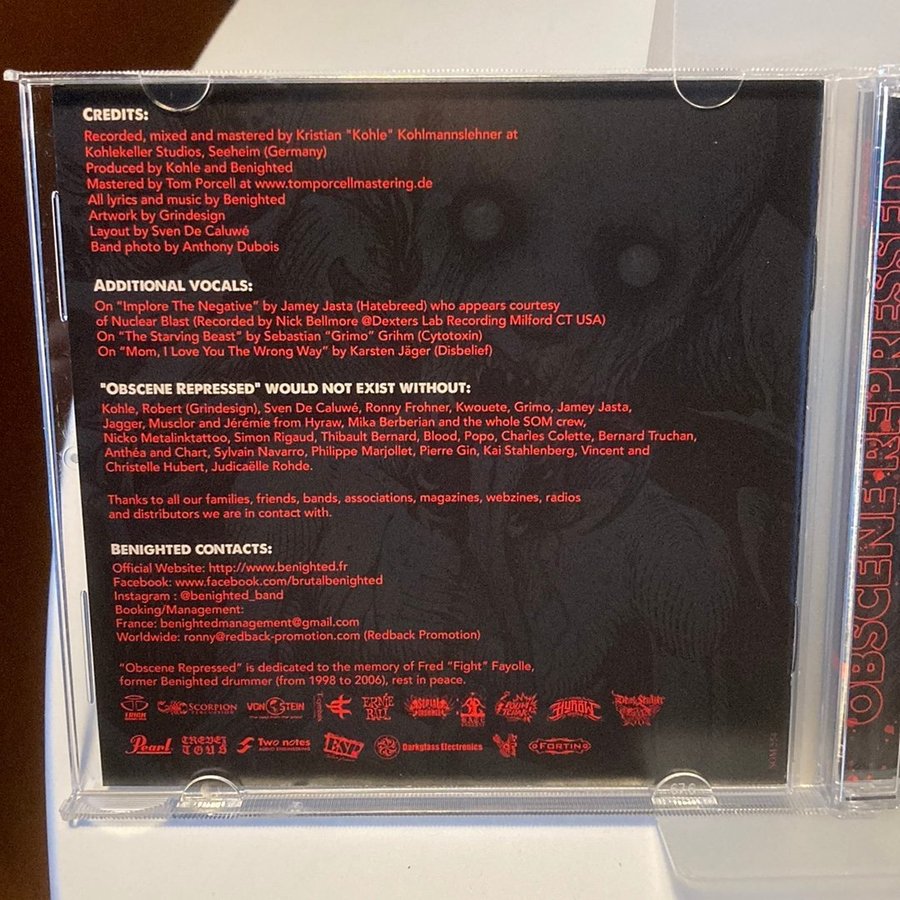 CREDITS:
Recorded, mixed and mastered by Kristian "Kohle" Kohlmannslehner at
Kohlekeller Studios, Seeheim (Germany)
Produced by Kohle and Benighted
Mastered by Tom Porcell at www.tomporcellmastering.de
All lyrics and music by Benighted
Artwork by Grindesign
Layout by Sven De Caluwé
Band photo by Anthony Dubois
ADDITIONAL VOCALS:
On "Implore The Negative" by Jamey Jasta (Hatebreed) who appears courtesy
of Nuclear Blast (Recorded by Nick Bellmore @Dexters Lab Recording Milford CT USA)
On "The Starving Beast" by Sebastian "Grimo" Grihm (Cytotoxin)
On "Mom, I Love You The Wrong Way" by Karsten Jäger (Disbelief)
"OBSCENE REPRESSED" WOULD NOT EXIST WITHOUT:
Kohle, Robert (Grindesign), Sven De Caluwé, Ronny Frohner, Kwouete, Grimo, Jamey Jasta,
Jagger, Musclor and Jérémie from Hyraw, Mika Berberian and the whole SOM crew,
Nicko Metalinktattoo, Simon Rigaud, Thibault Bernard, Blood, Popo, Charles Colette, Bernard Truchan,
Anthéa and Chart, Sylvain Navarro, Philippe Marjollet, Pierre Gin, Kai Stahlenberg, Vincent and
Christelle Hubert, Judicaëlle Rohde.
Thanks to all our families, friends, bands, associations, magazines, webzines, radios
and distributors we are in contact with.
BENIGHTED CONTACTS:
Official Website: http://www.benighted.fr
Facebook: www.facebook.com/brutalbenighted
Instagram : @benighted_band
Booking/Management:
France: benightedmanagement@gmail.com
Worldwide: ronny@redback-promotion.com (Redback Promotion)
"Obscene Repressed" is dedicated to the memory of Fred "Fight" Fayolle,
former Benighted drummer (from 1998 to 2006), rest in peace.
SCORPION VON STEIN ERNIE BALL HYRAW
Pearl TREBEL TOYS Two notes AUDIO ENGINEERING ESP Darkglass Electronics FORTIN
SOM 254
OBSCENE REPRESSED